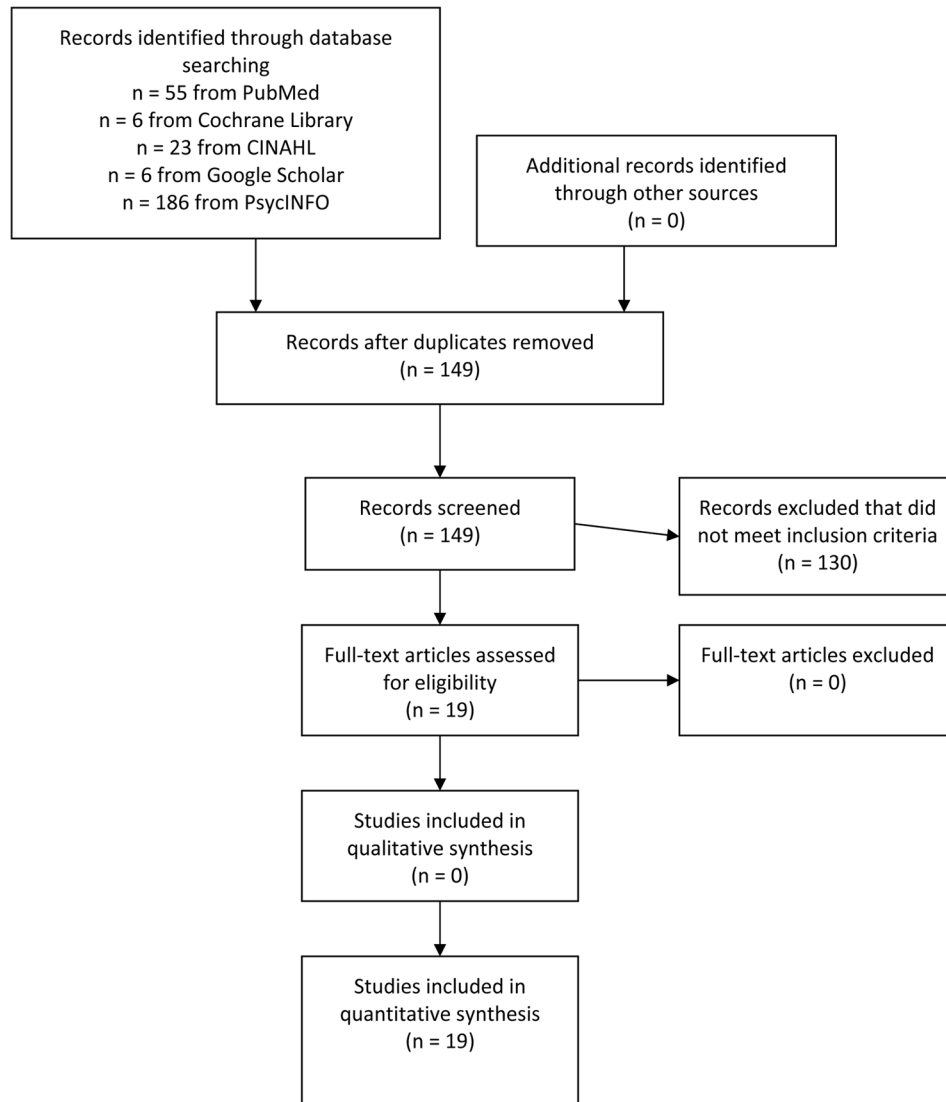 Records identified through database
searching
n = 55 from PubMed
n = 6 from Cochrane Library
n = 23 from CINAHL
n = 6 from Google Scholar
n = 186 from PsycINFO
Additional records identified
through other sources
(n = 0)
Records after duplicates removed
(n = 149)
Records screened
(n = 149)
Records excluded that did
not meet inclusion criteria
(n = 130)
Full-text articles assessed
for eligibility
(n = 19)
Full-text articles excluded
(n = 0)
Studies included in
qualitative synthesis
(n = 0)
Studies included in
quantitative synthesis
(n = 19)